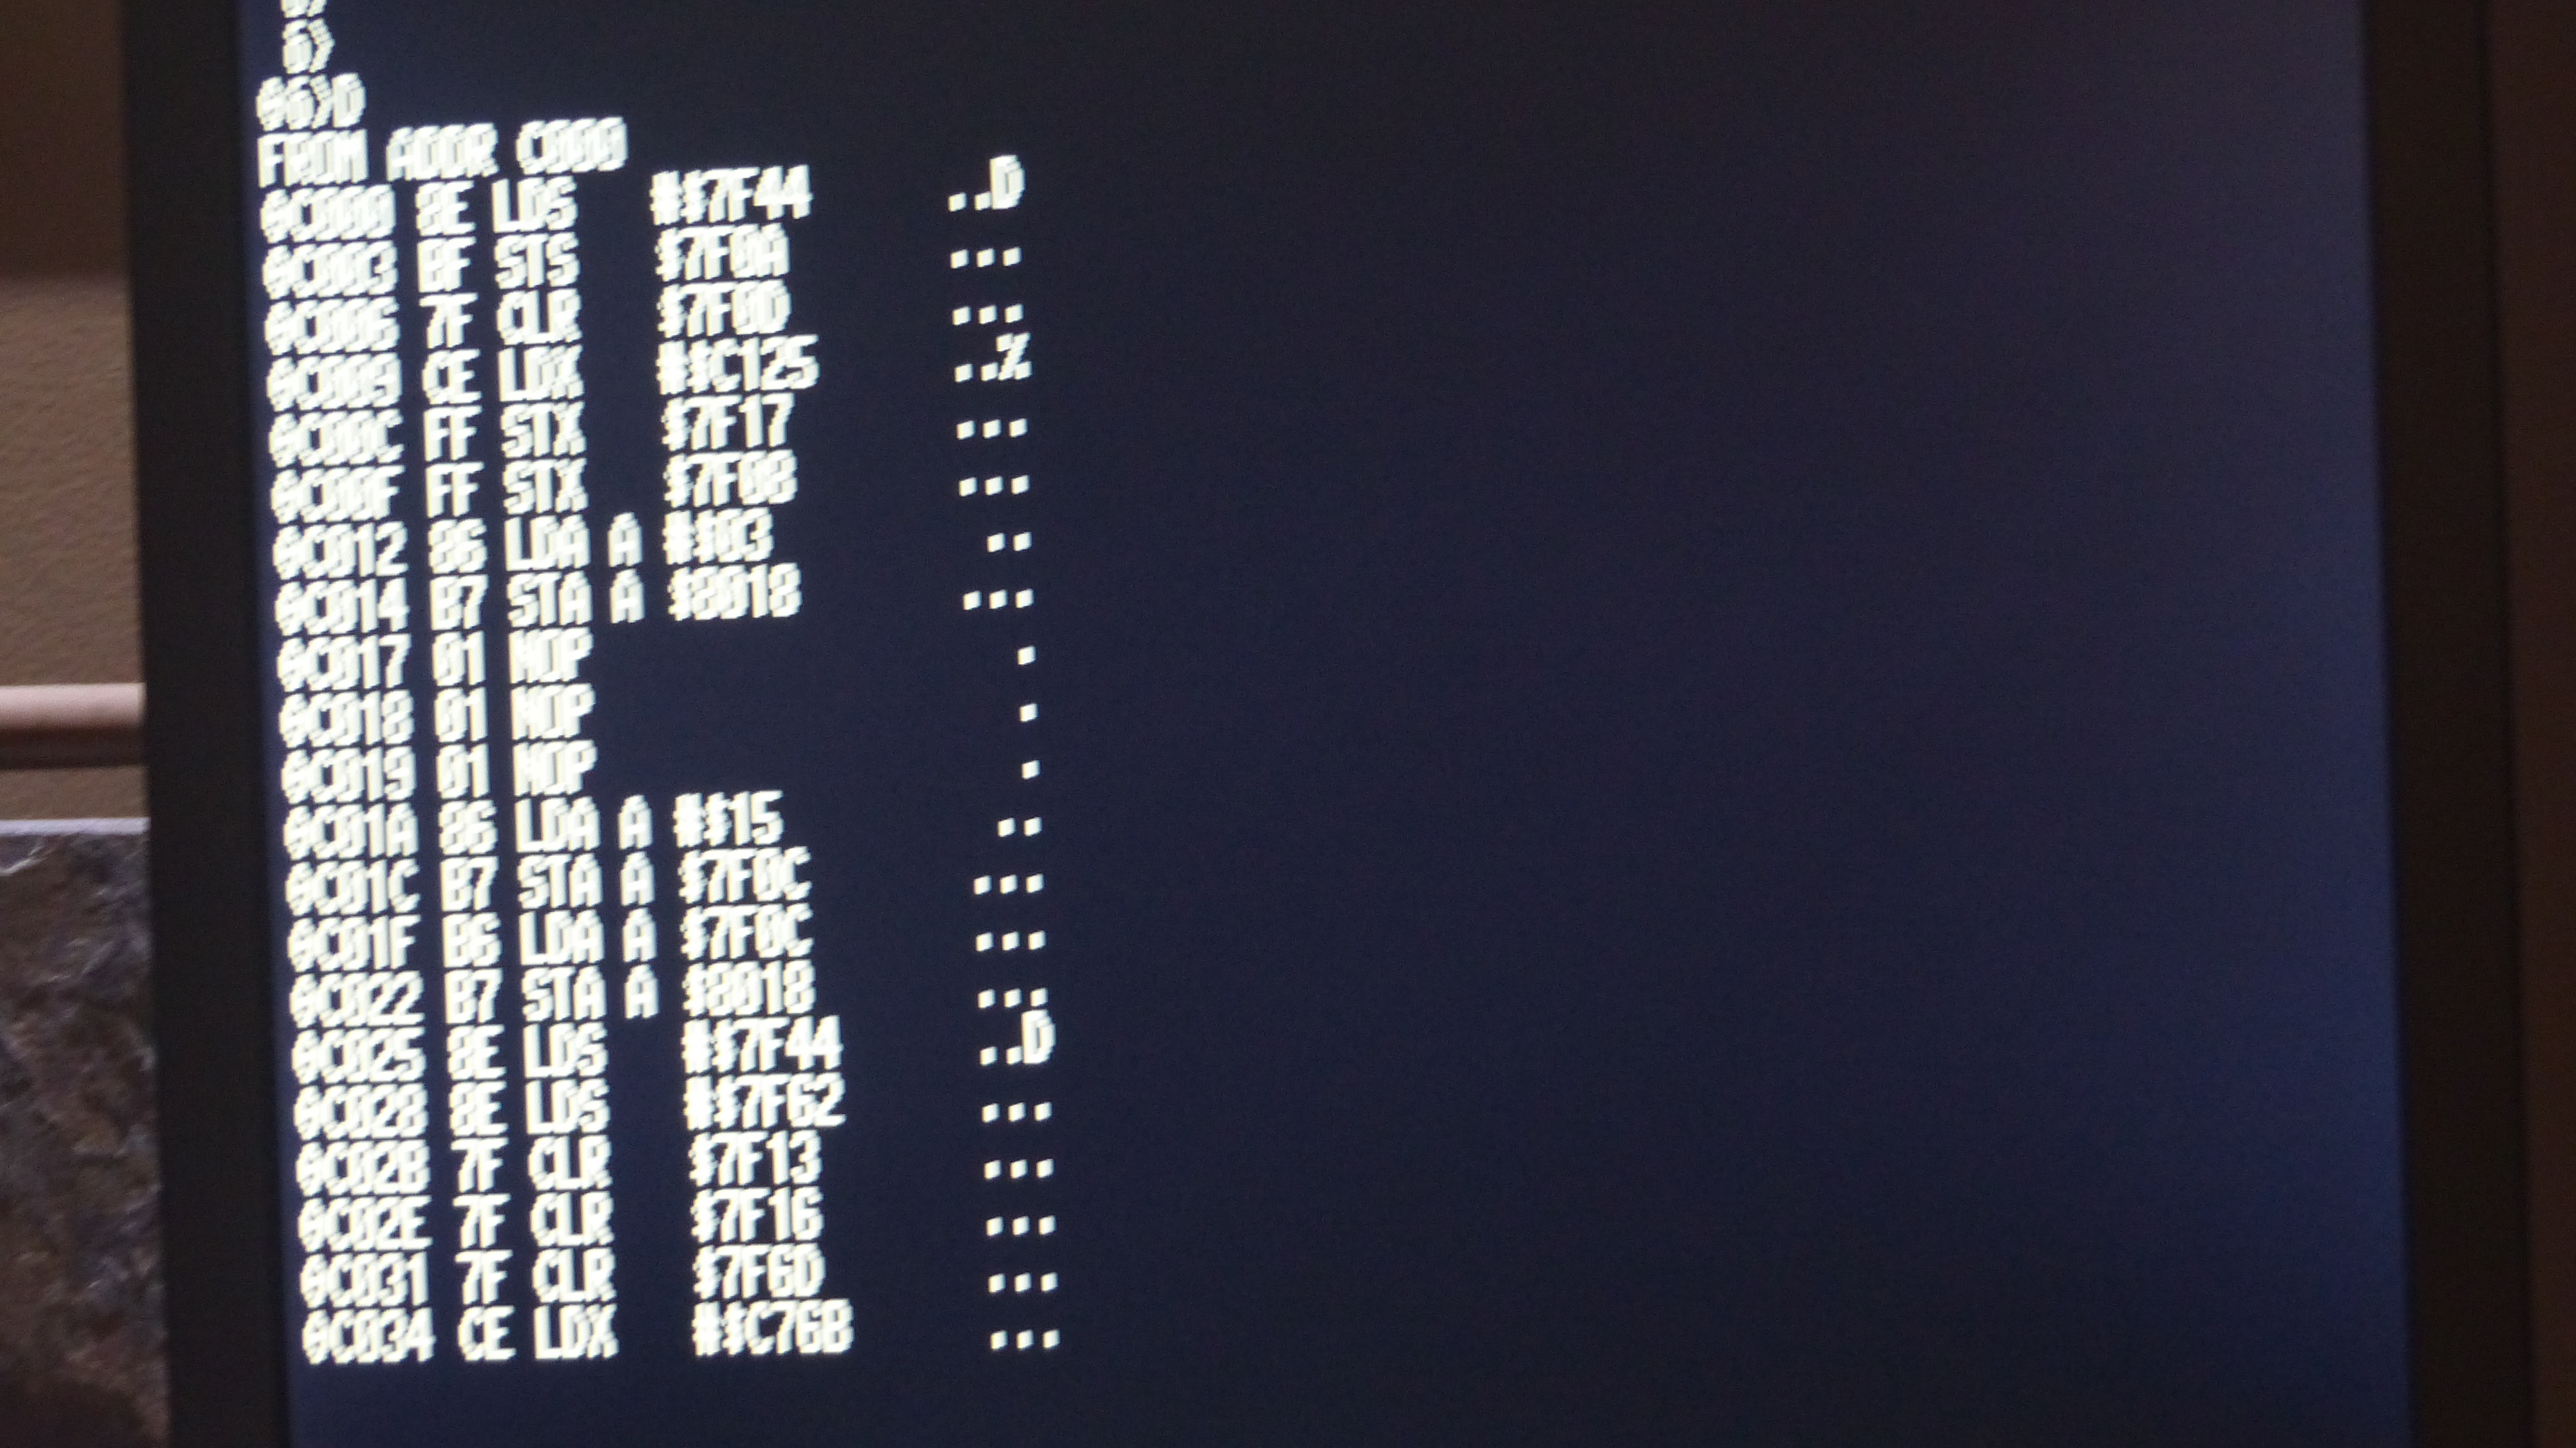 6>
@6>D
FROM ADDR C000
@C000 8E LDS #$7F44 ..D
@C003 BF STS $7F0A ...
@C006 7F CLR $7F0D ...
@C009 CE LDX #$C125 ..%
@C00C FF STX $7F17 ...
@C00F FF STX $7F0B ...
@C012 86 LDA A #$03 ..
@C014 B7 STA A $8018 ...
@C017 01 NOP .
@C018 01 NOP .
@C019 01 NOP .
@C01A 86 LDA A #$15 ..
@C01C B7 STA A $7F0C ...
@C01F B6 LDA A $7F0C ...
@C022 B7 STA A $8018 ...
@C025 8E LDS #$7F44 ..D
@C028 8E LDS #$7F62 ...
@C02B 7F CLR $7F13 ...
@C02E 7F CLR $7F16 ...
@C031 7F CLR $7F6D ...
@C034 CE LDX #$C76B ...